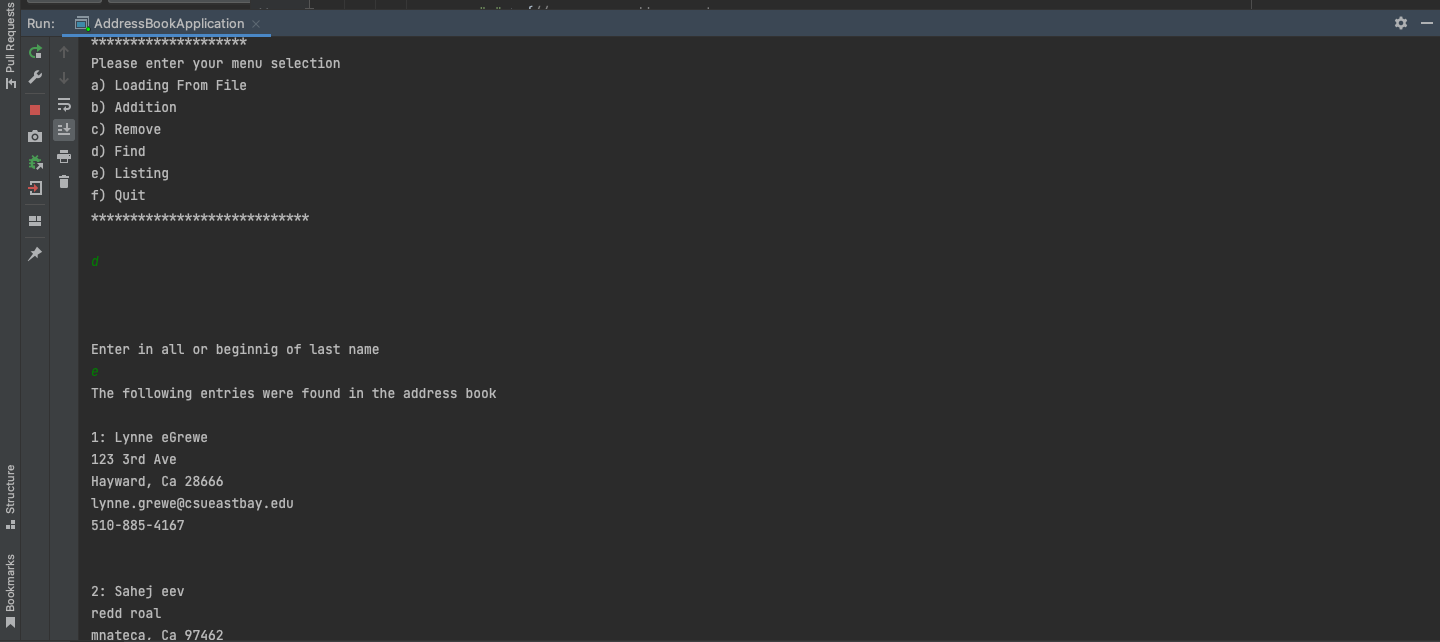 Pull Requests
Run: AddressBookApplication
********************
Please enter your menu selection
a) Loading From File
b) Addition
c) Remove
d) Find
e) Listing
f) Quit
****************************
d
Enter in all or beginnig of last name
e
The following entries were found in the address book
1: Lynne eGrewe
123 3rd Ave
Hayward, Ca 28666
lynne.grewe@csueastbay.edu
510-885-4167
2: Sahej eev
redd roal
mnateca, Ca 97462
Structure
Bookmarks